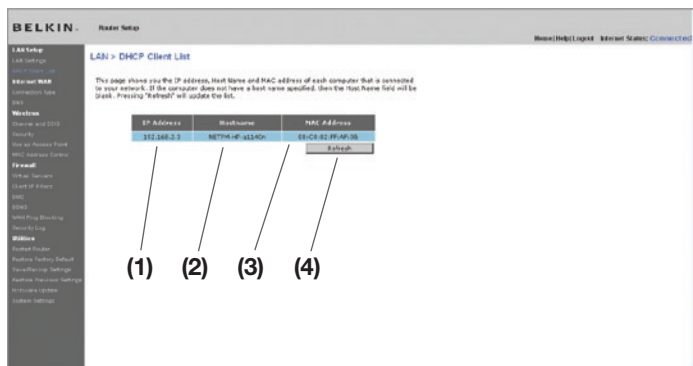 BELKIN.
Router Setup
Home|Help|Logout Internet Status: Connected
LAN Setup
LAN Settings
DHCP Client List
Internet WAN
Connection Type
DNS
Wireless
Channel and SSID
Security
Use as Access Point
MAC Address Control
Firewall
Virtual Servers
Client IP Filters
DMZ
DDNS
WAN Ping Blocking
Security Log
Utilities
Restart Router
Restore Factory Default
Save/Backup Settings
Restore Previous Settings
Firmware Update
System Settings
LAN > DHCP Client List
This page shows you the IP address, Host Name and MAC address of each computer that is connected
to your network. If the computer does not have a host name specified, then the Host Name field will be
blank. Pressing "Refresh" will update the list.
IP Address Hostname MAC Address
192.168.2.3
Refresh
(1) (2) (3) (4)